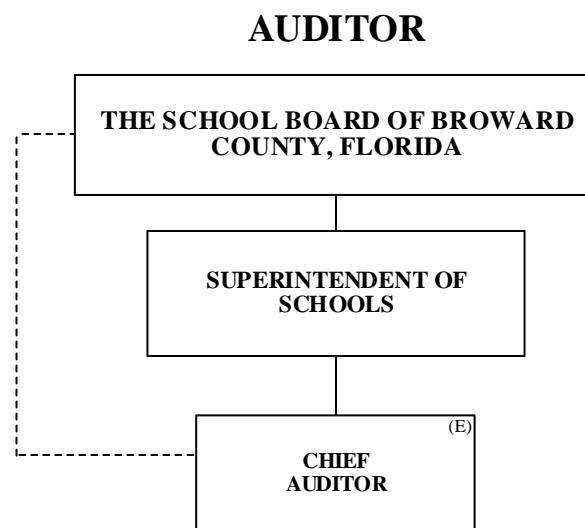 AUDITOR
THE SCHOOL BOARD OF BROWARD
COUNTY, FLORIDA
SUPERINTENDENT OF
SCHOOLS
(E)
CHIEF
AUDITOR